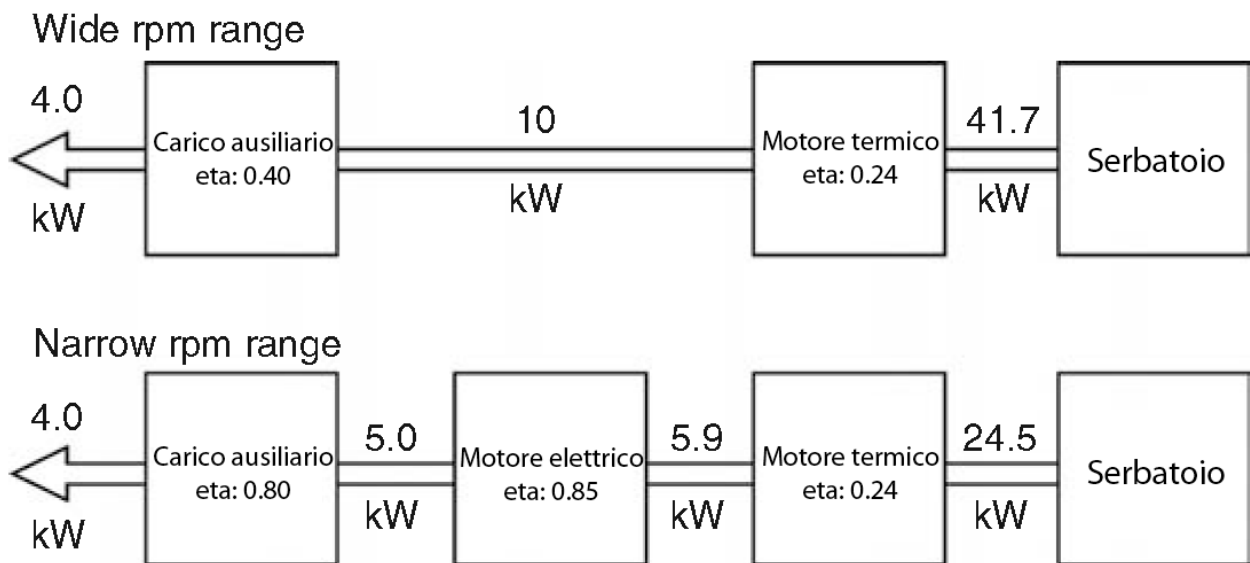 Wide rpm range
4.0
kW
Carico ausiliario
eta: 0.40
10
kW
Motore termico
eta: 0.24
41.7
kW
Serbatoio
Narrow rpm range
4.0
kW
Carico ausiliario
eta: 0.80
5.0
kW
Motore elettrico
eta: 0.85
5.9
kW
Motore termico
eta: 0.24
24.5
kW
Serbatoio